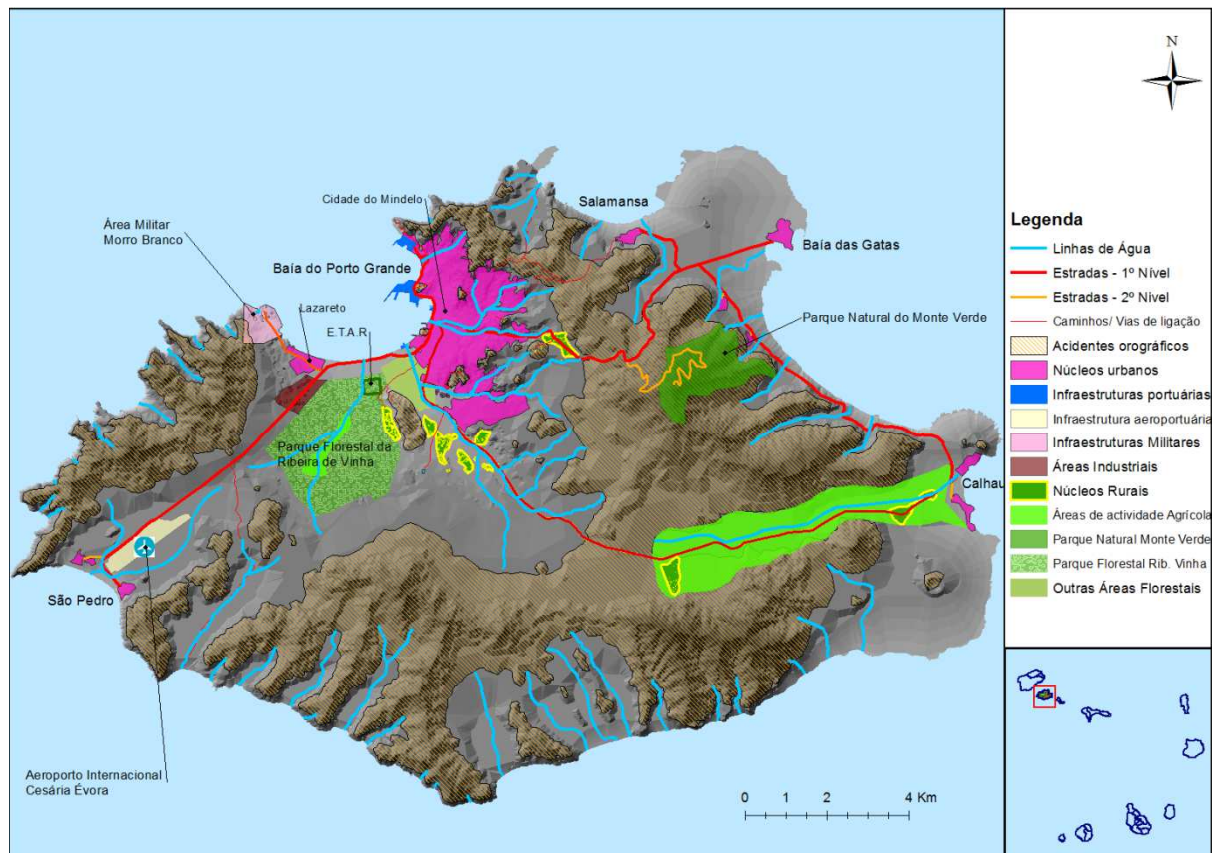 N
Cidade do Mindelo
Salamansa
Área Militar
Morro Branco
Baía das Gatas
Baía do Porto Grande
Lazareto
E.T.A.R
Parque Natural do Monte Verde
Parque Florestal da
Ribeira de Vinha
Calhau
São Pedro
Aeroporto Internacional
Cesária Évora
0 1 2 4 Km
Legenda
Linhas de Água
Estradas - 1º Nível
Estradas - 2º Nível
Caminhos/ Vias de ligação
Acidentes orográficos
Núcleos urbanos
Infraestruturas portuárias
Infraestrutura aeroportuária
Infraestruturas Militares
Áreas Industriais
Núcleos Rurais
Áreas de actividade Agrícola
Parque Natural Monte Verde
Parque Florestal Rib. Vinha
Outras Áreas Florestais